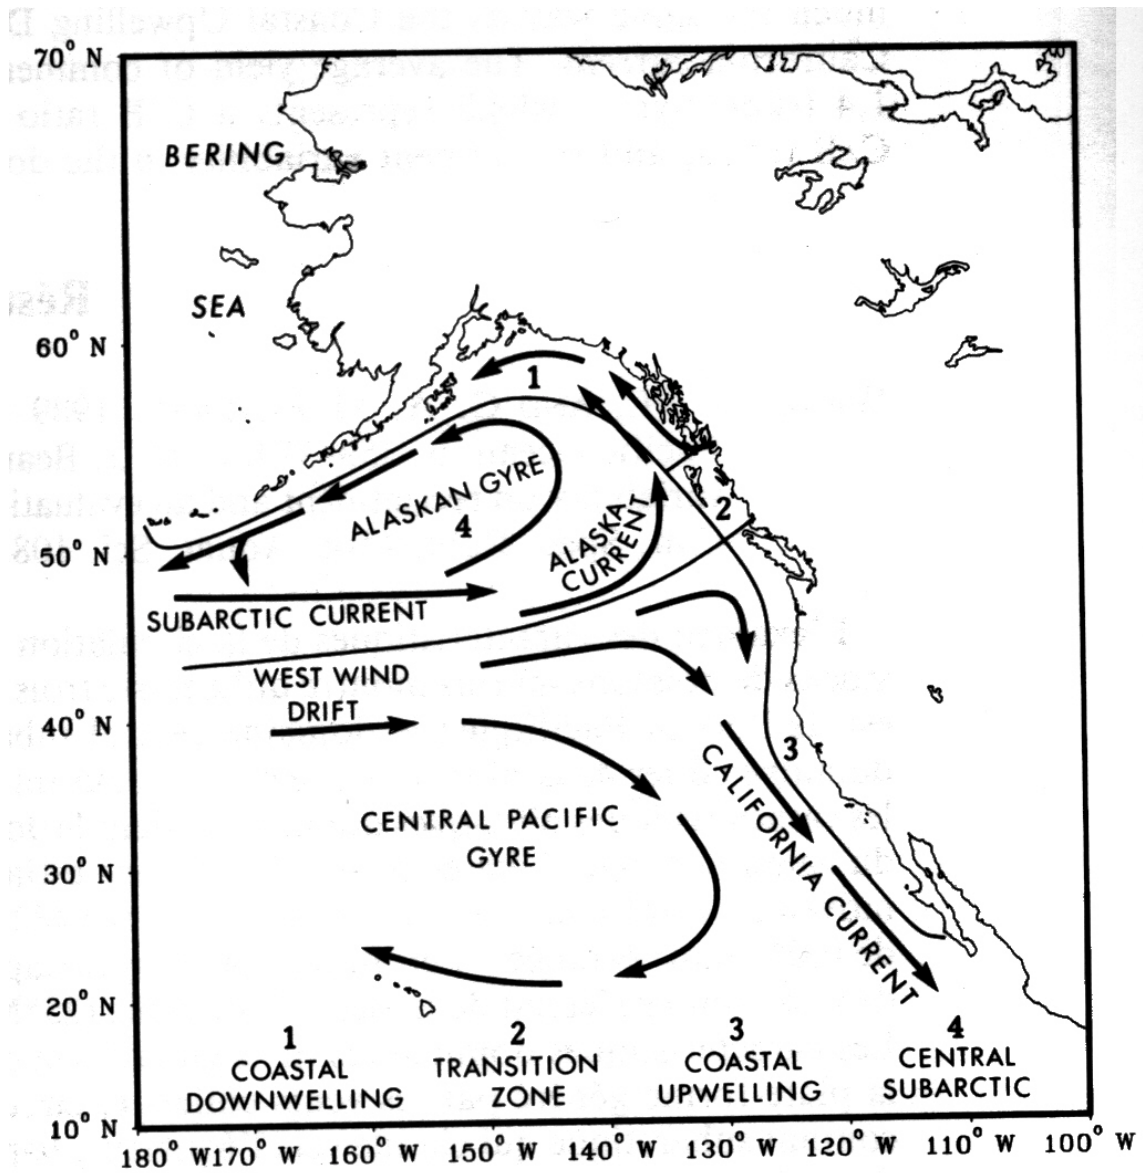 70° N
BERING
SEA
60° N
1
2
ALASKAN GYRE
4
ALASKA
CURRENT
50° N
SUBARCTIC CURRENT
WEST WIND
DRIFT
40° N
3
CALIFORNIA CURRENT
CENTRAL PACIFIC
GYRE
30° N
20° N
1
COASTAL
DOWNWELLING
2
TRANSITION
ZONE
3
COASTAL
UPWELLING
4
CENTRAL
SUBARCTIC
10° N
180° W 170° W 160° W 150° W 140° W 130° W 120° W 110° W 100° W